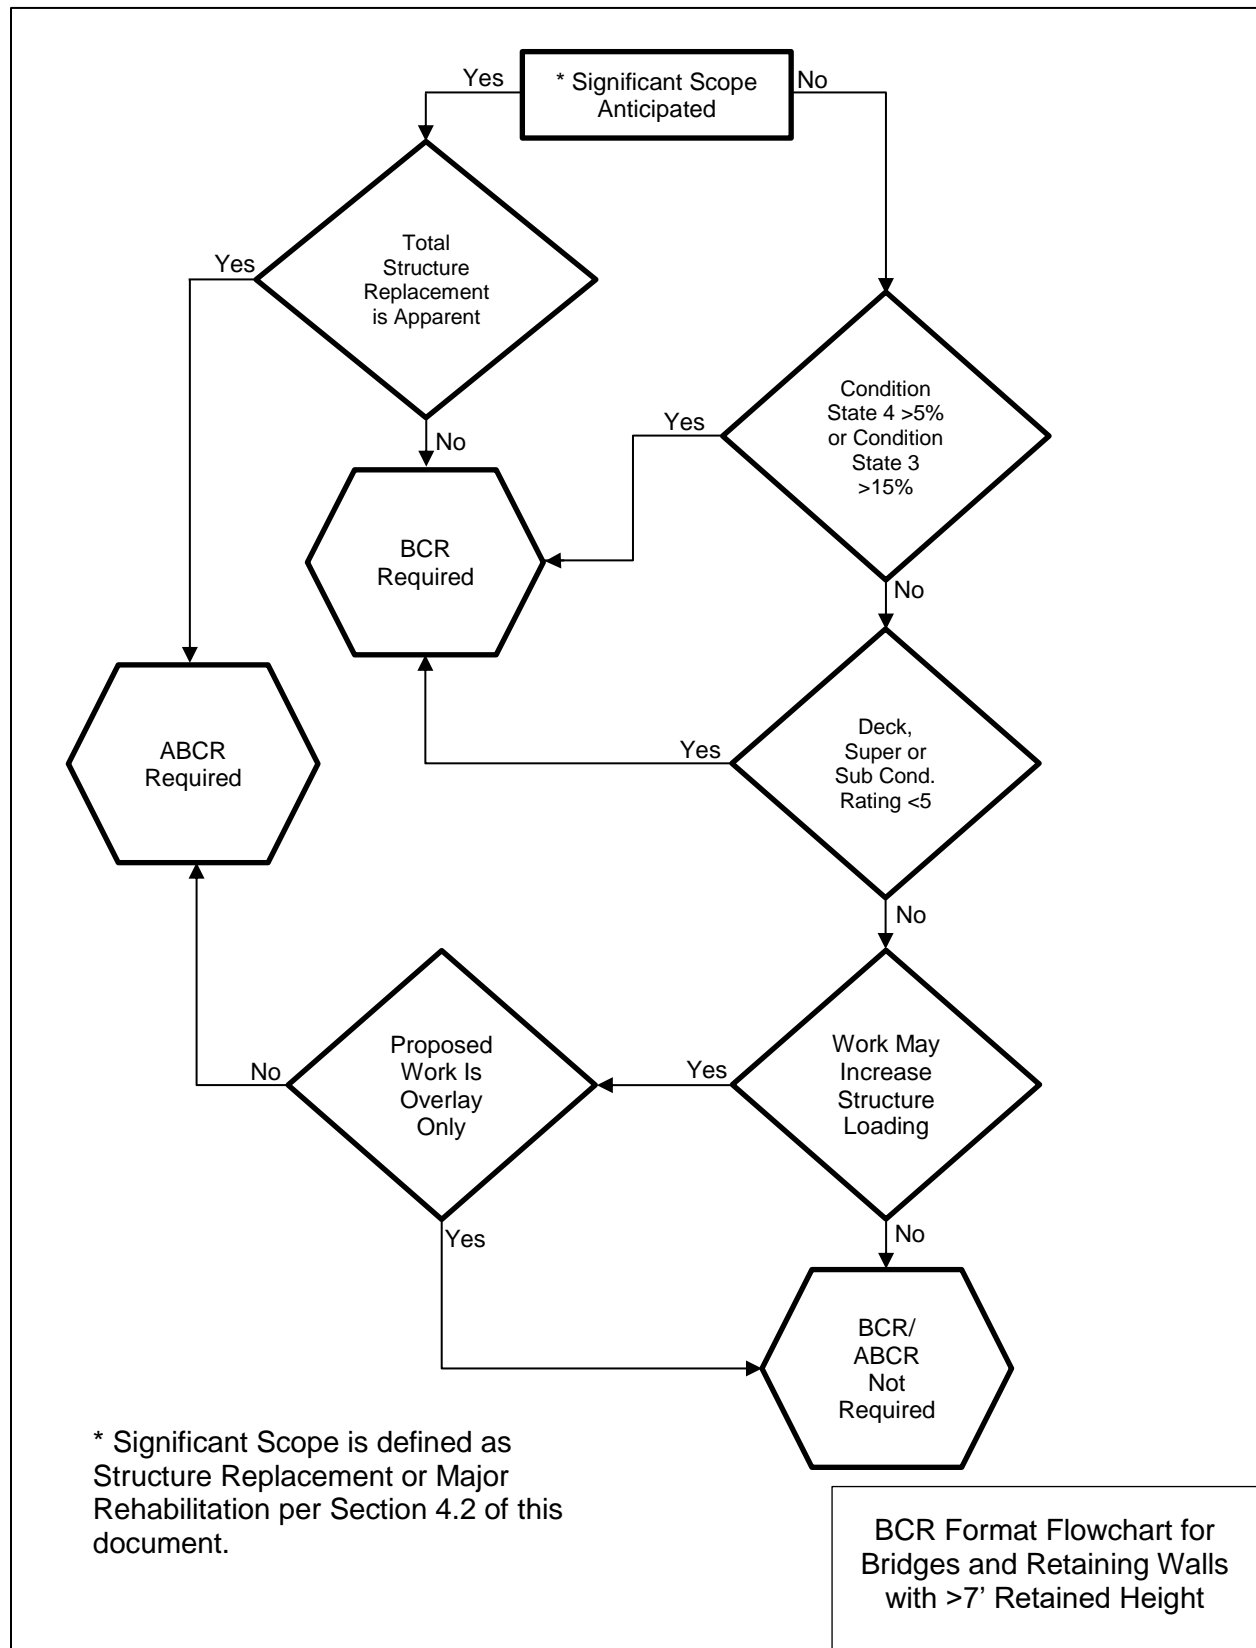 Yes
* Significant Scope
Anticipated
No
Total
Structure
Replacement
is Apparent
Yes
No
Condition
State 4 >5%
or Condition
State 3
>15%
Yes
No
BCR
Required
Deck,
Super or
Sub Cond.
Rating <5
Yes
No
ABCR
Required
Work May
Increase
Structure
Loading
Yes
No
Proposed
Work Is
Overlay
Only
No
Yes
BCR/
ABCR
Not
Required
* Significant Scope is defined as
Structure Replacement or Major
Rehabilitation per Section 4.2 of this
document.
BCR Format Flowchart for
Bridges and Retaining Walls
with >7’ Retained Height